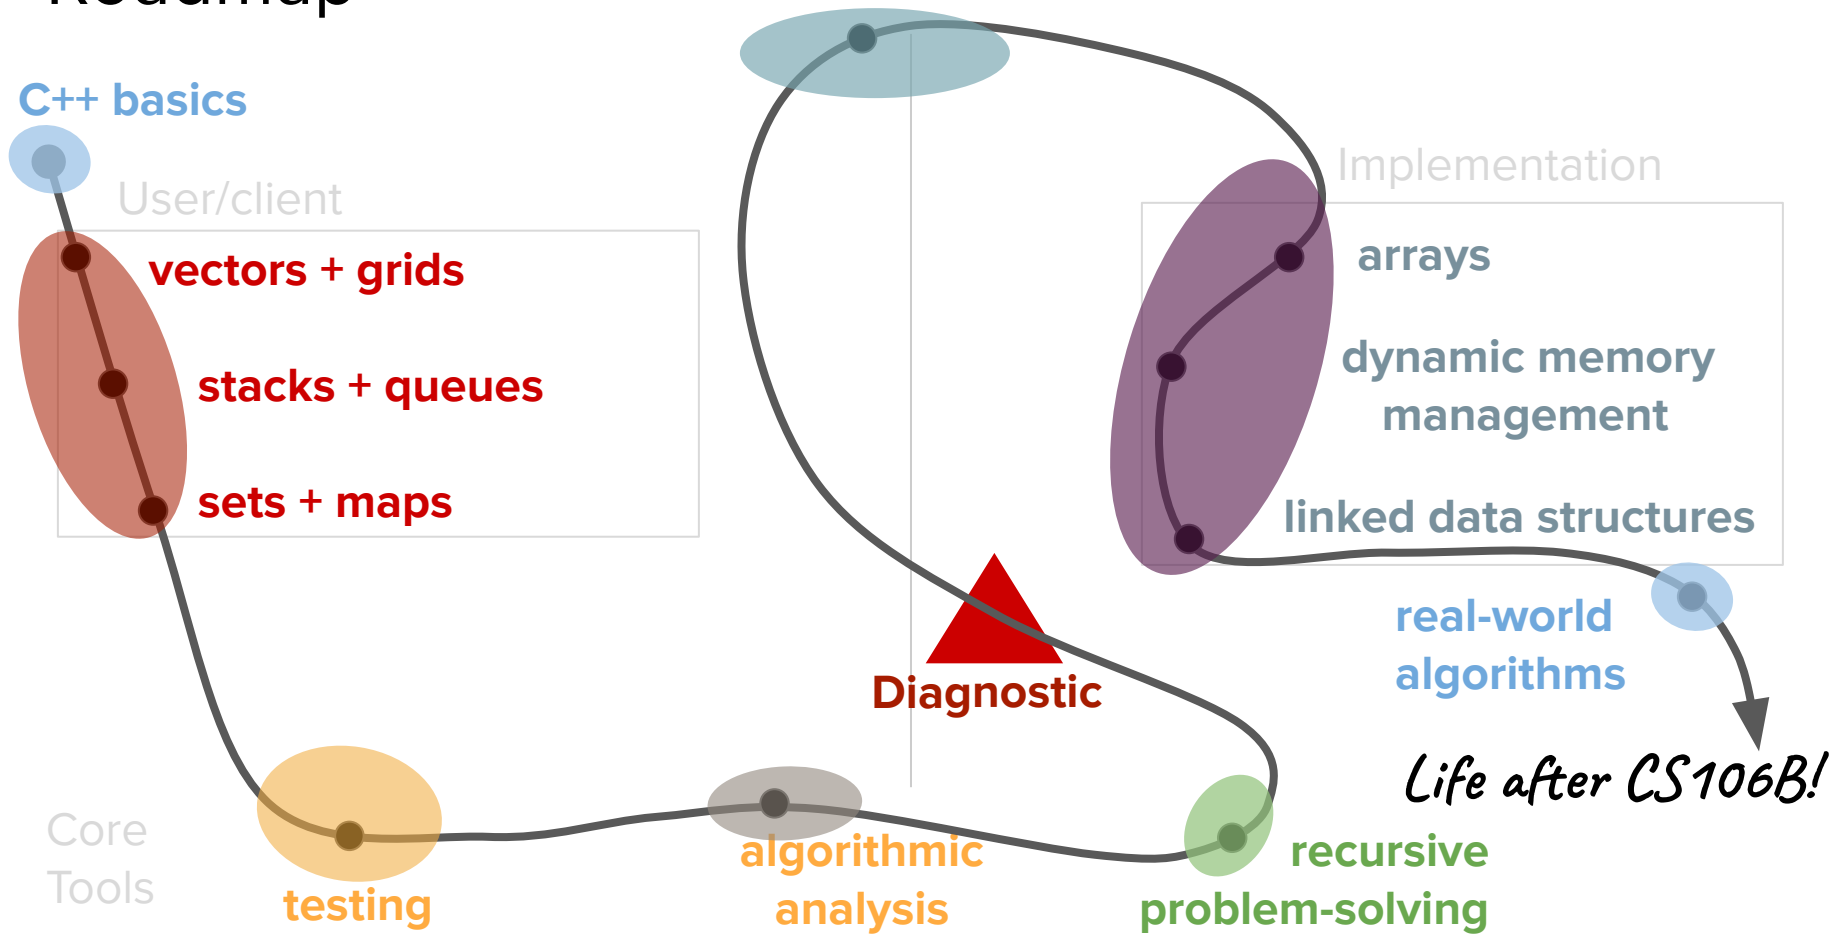 Roadmap
C++ basics
User/client
vectors + grids
stacks + queues
sets + maps
Core
Tools
testing
algorithmic
analysis
recursive
problem-solving
Diagnostic
Implementation
arrays
dynamic memory
management
linked data structures
real-world
algorithms
Life after CS106B!